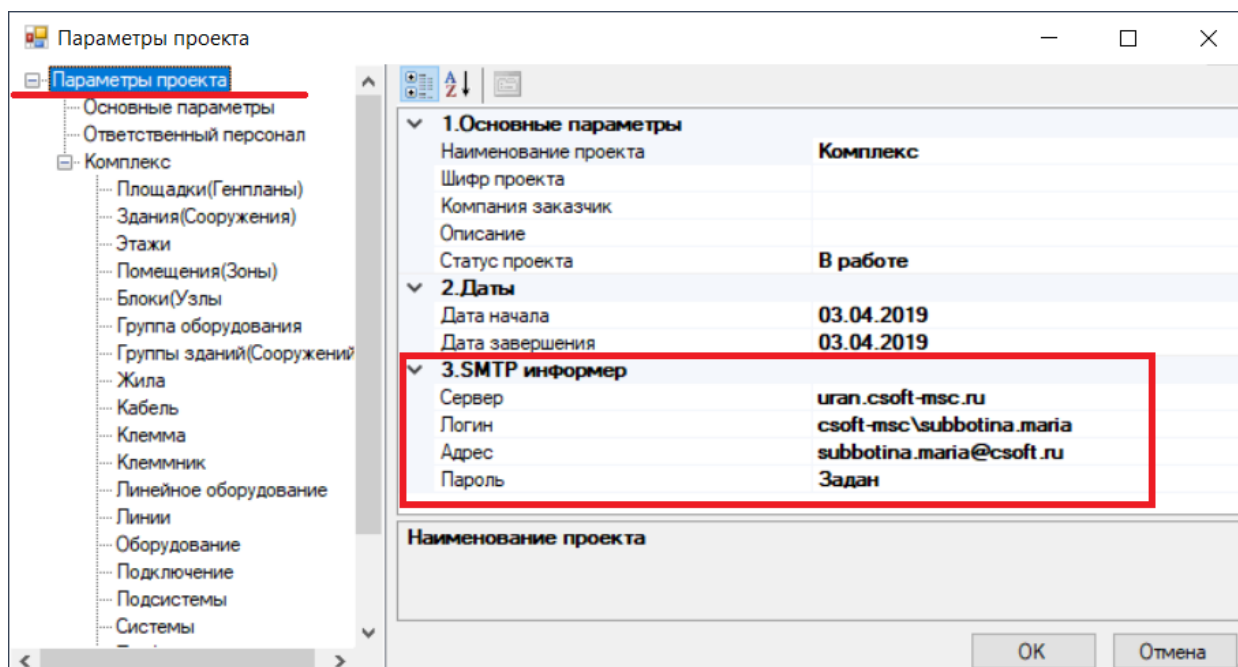 Параметры проекта
Параметры проекта
Основные параметры
Ответственный персонал
Комплекс
Площадки(Генпланы)
Здания(Сооружения)
Этажи
Помещения(Зоны)
Блоки(Узлы
Группа оборудования
Группы зданий(Сооружений
Жила
Кабель
Клемма
Клеммник
Линейное оборудование
Линии
Оборудование
Подключение
Подсистемы
Системы
1.Основные параметры
Наименование проекта Комплекс
Шифр проекта
Компания заказчик
Описание
Статус проекта В работе
2.Даты
Дата начала 03.04.2019
Дата завершения 03.04.2019
3.SMTP информер
Сервер uran.csoft-msc.ru
Логин csoft-msc\subbotina.maria
Адрес subbotina.maria@csoft.ru
Пароль Задан
Наименование проекта
OK Отмена